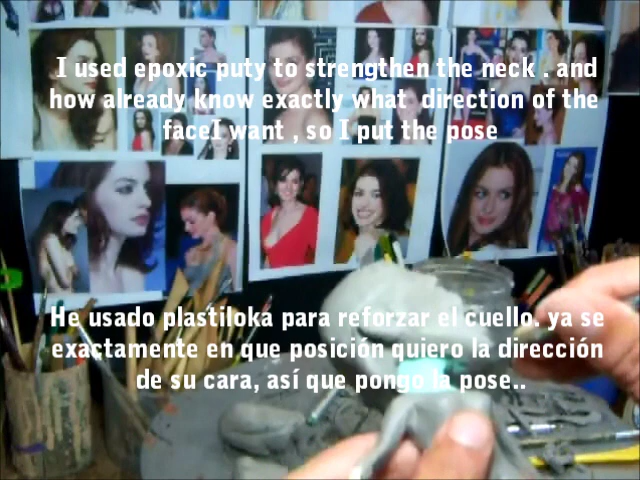 I used epoxic puty to strengthen the neck . and
how already know exactly what direction of the
faceI want , so I put the pose
He usado plastiloka para reforzar el cuello. ya se
exactamente en que posición quiero la dirección
de su cara, así que pongo la pose..